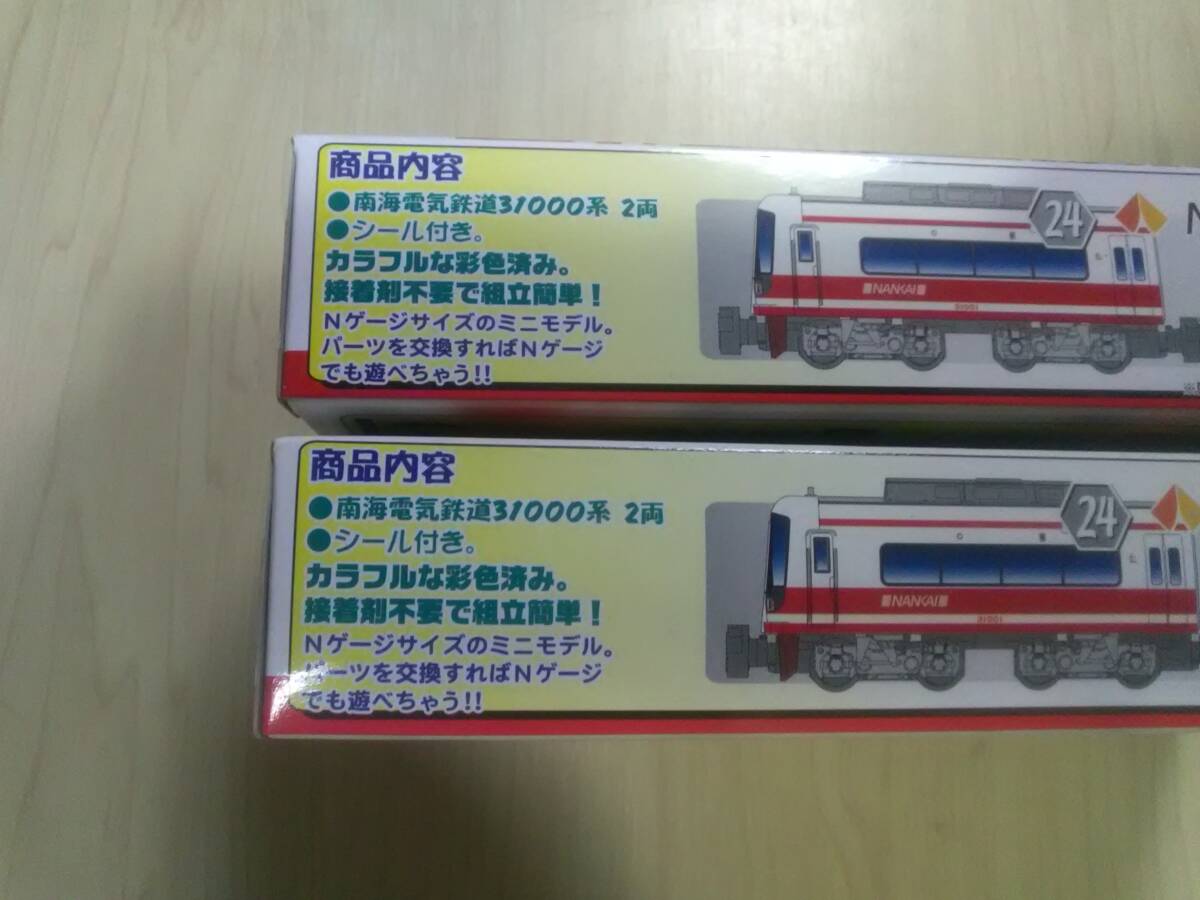 商品内容
●南海電気鉄道31000系 2両
●シール付き。
カラフルな彩色済み。
接着剤不要で組立簡単！
Nゲージサイズのミニモデル。
パーツを交換すればNゲージ
でも遊べちゃう!!
24
NANKAI
31001
商品内容
●南海電気鉄道31000系 2両
●シール付き。
カラフルな彩色済み。
接着剤不要で組立簡単！
Nゲージサイズのミニモデル。
パーツを交換すればNゲージ
でも遊べちゃう!!
24
NANKAI
31001